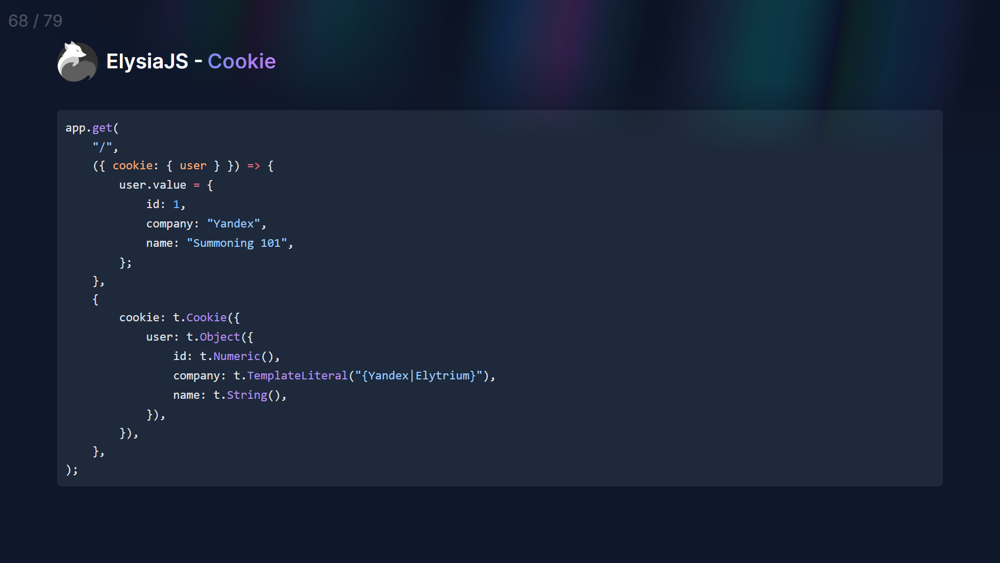 68 / 79
ElysiaJS - Cookie
app.get(
    "/",
    ({ cookie: { user } }) => {
        user.value = {
            id: 1,
            company: "Yandex",
            name: "Summoning 101",
        };
    },
    {
        cookie: t.Cookie({
            user: t.Object({
                id: t.Numeric(),
                company: t.TemplateLiteral("{Yandex|Elytrium}"),
                name: t.String(),
            }),
        }),
    },
);